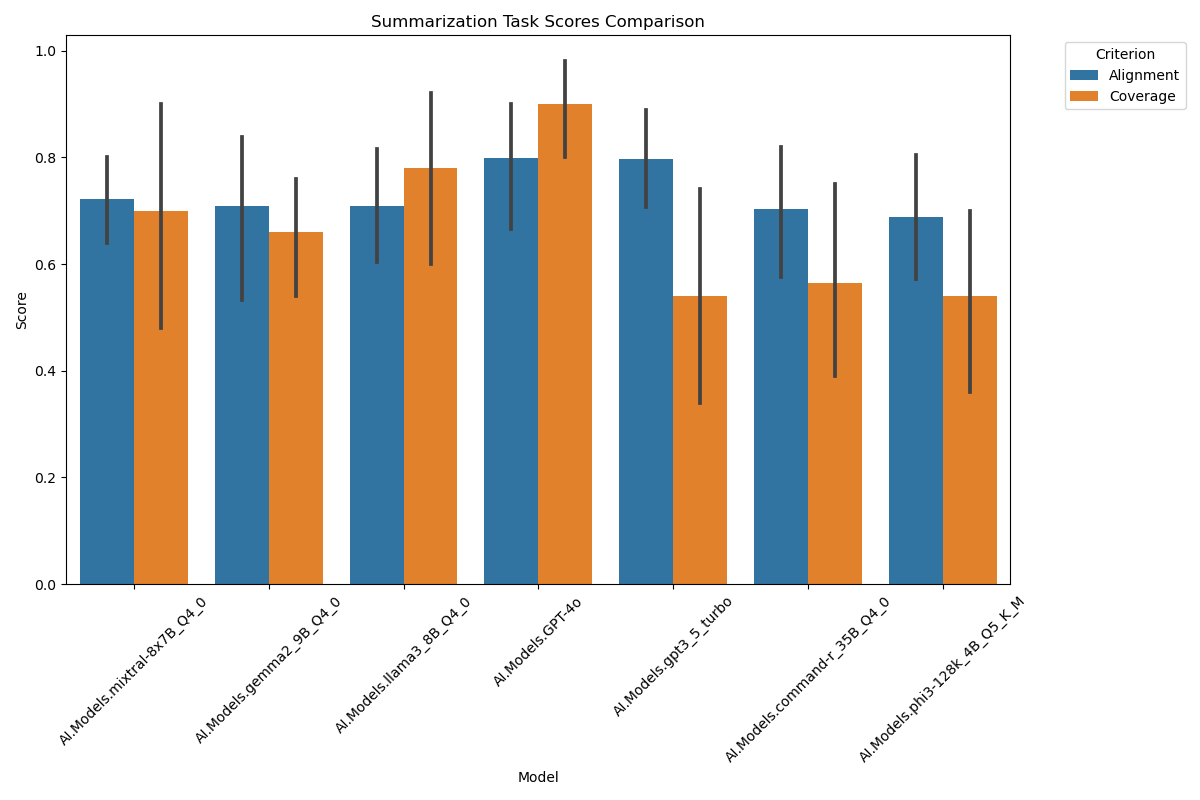 Summarization Task Scores Comparison
Criterion
Alignment
Coverage
Score
1.0
0.8
0.6
0.4
0.2
0.0
AI.Models.mixtral-8x7B_Q4_0
AI.Models.gemma2_9B_Q4_0
AI.Models.llama3_8B_Q4_0
AI.Models.GPT-4o
AI.Models.gpt3_5_turbo
AI.Models.command-r_35B_Q4_0
AI.Models.phi3-128k_4B_Q5_K_M
Model